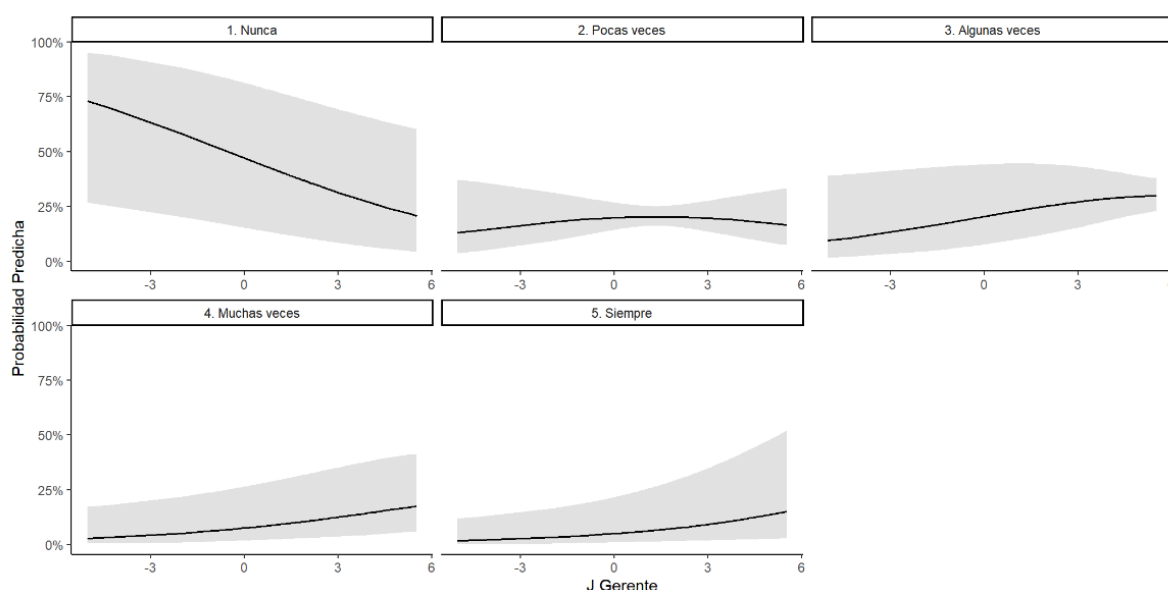 1. Nunca
2. Pocas veces
3. Algunas veces
100%
75%
50%
25%
0%
-3 0 3 6
-3 0 3 6
-3 0 3
4. Muchas veces
5. Siempre
100%
75%
50%
25%
0%
-3 0 3 6
-3 0 3 6
Probabilidad Predicha
J Gerente